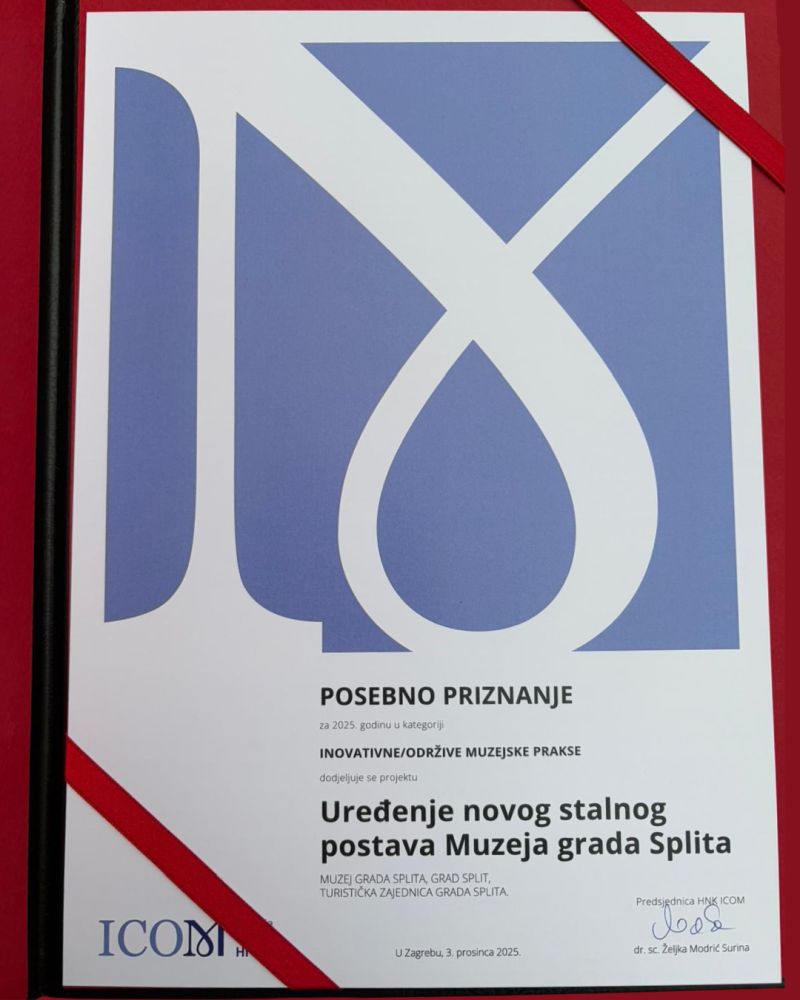 POSEBNO PRIZNANJE
za 2025. godinu u kategoriji
INOVATIVNE/ODRŽIVE MUZEJSKE PRAKSE
dodjeljuje se projektu
Uređenje novog stalnog
postava Muzeja grada Splita
MUZEJ GRADA SPLITA, GRAD SPLIT,
TURISTIČKA ZAJEDNICA GRADA SPLITA.
Predsjednica HNK ICOM
ICOM
U Zagrebu, 3. prosinca 2025.
dr. sc. Željka Modrić Surina